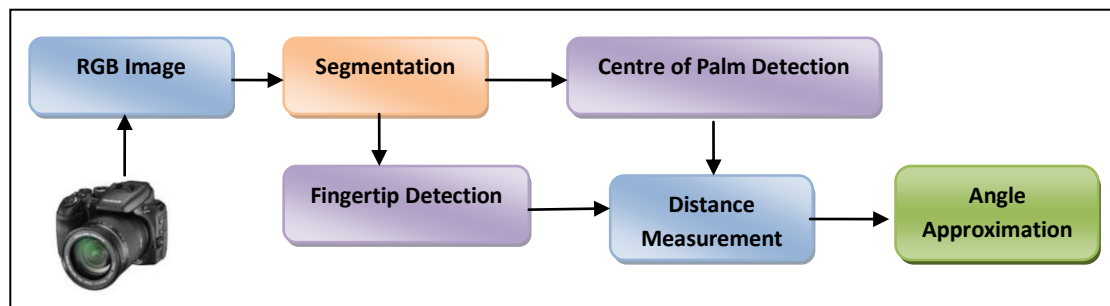 RGB Image
Segmentation
Centre of Palm Detection
Fingertip Detection
Distance
Measurement
Angle
Approximation